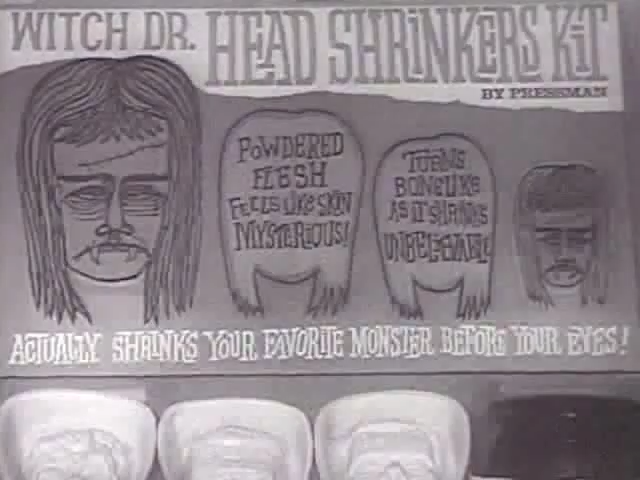 WITCH DR. HEAD SHRINKERS KIT
BY PRESSMAN
POWDERED
FLESH
FEELS LIKE SKIN
MYSTERIOUS!
TURNS
BONELIKE
AS IT SHRINKS
UNBELIEVABLE!
ACTUALLY SHRINKS YOUR FAVORITE MONSTER BEFORE YOUR EYES!